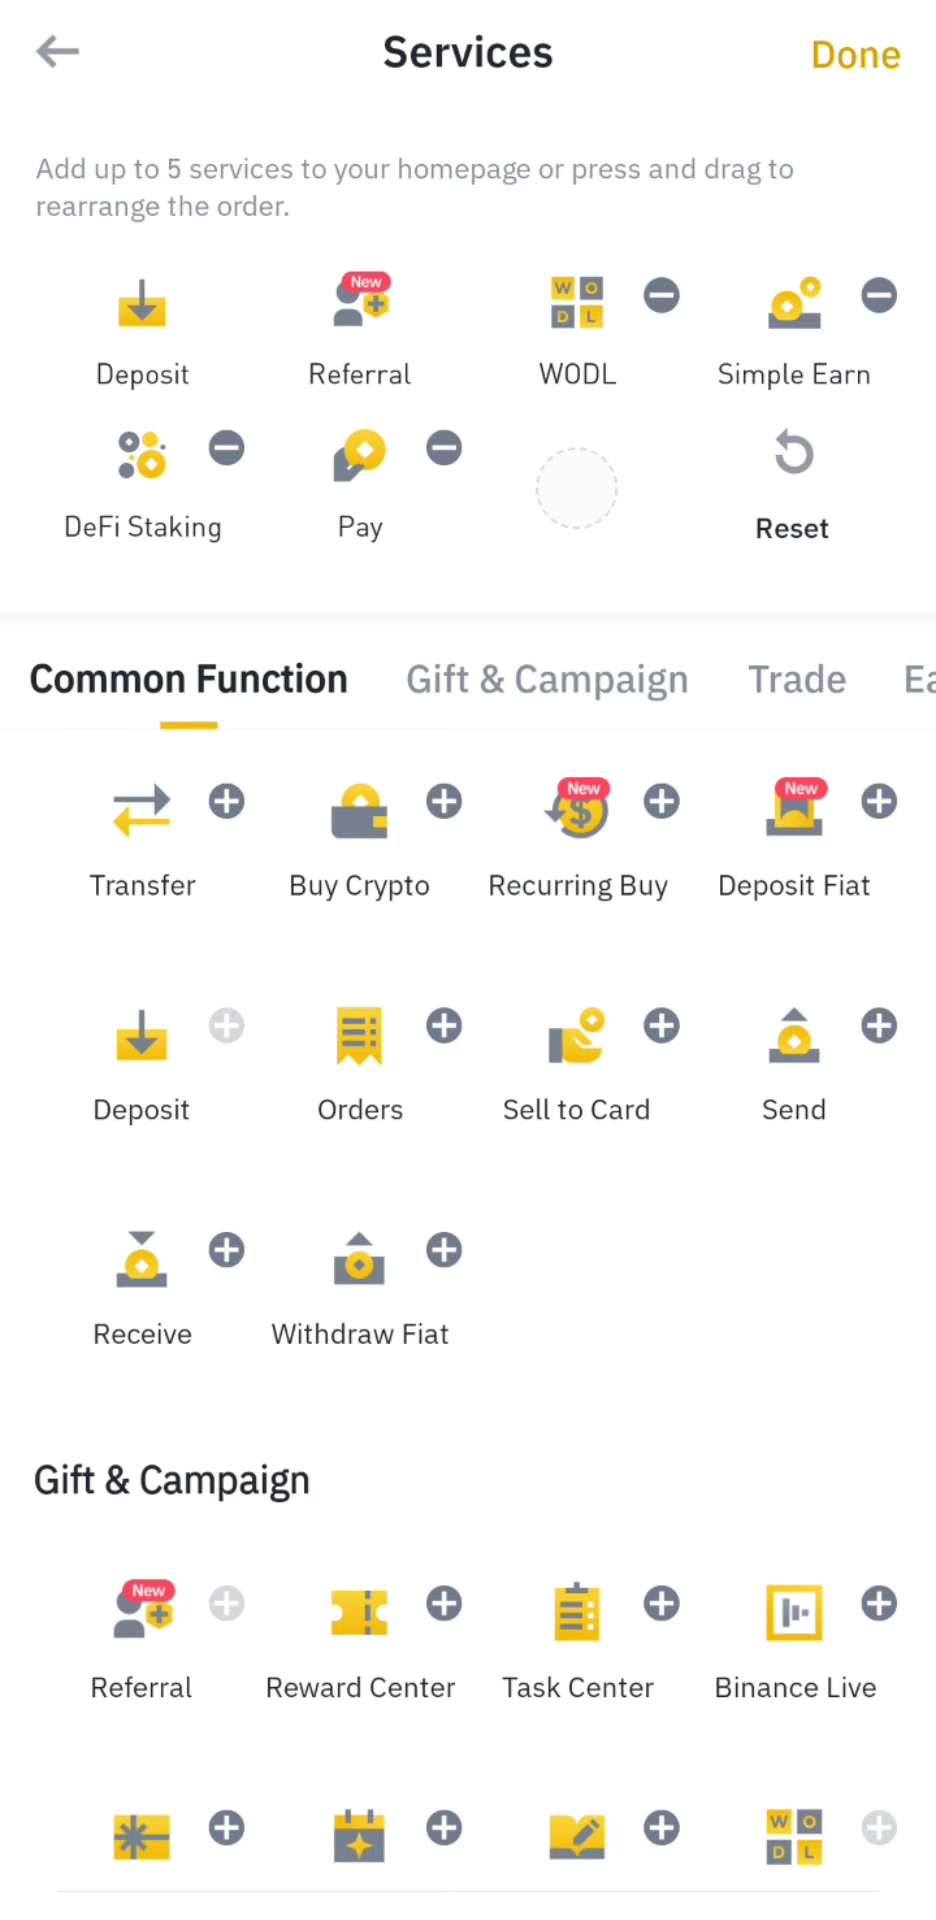 Services
Done
Add up to 5 services to your homepage or press and drag to
rearrange the order.
New
W O
D L
Deposit
Referral
WODL
Simple Earn
DeFi Staking
Pay
Reset
Common Function
Gift & Campaign
Trade
Ea
New
$
New
Transfer
Buy Crypto
Recurring Buy
Deposit Fiat
Deposit
Orders
Sell to Card
Send
Receive
Withdraw Fiat
Gift & Campaign
New
Referral
Reward Center
Task Center
Binance Live
W O
D L